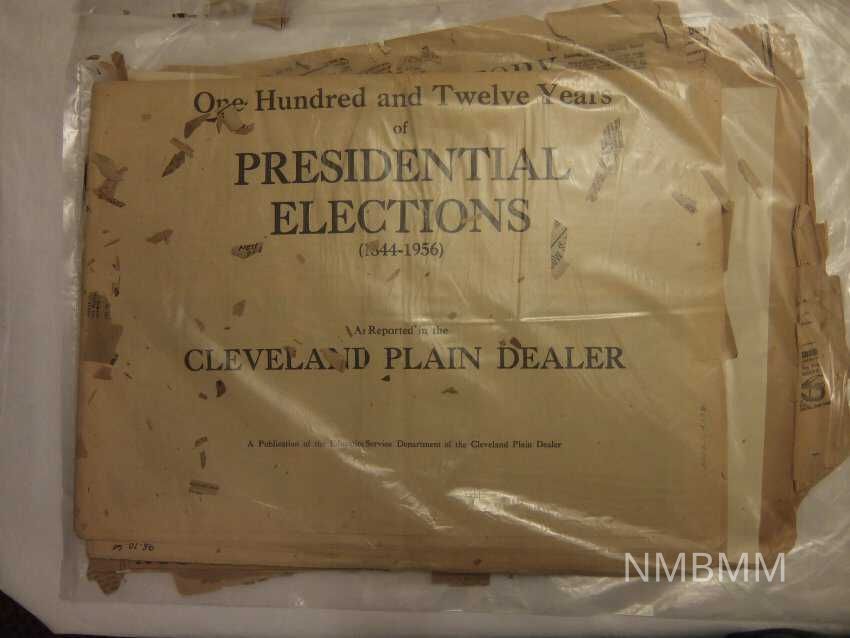 One Hundred and Twelve Years
of
PRESIDENTIAL
ELECTIONS
(1844-1956)
As Reported in the
CLEVELAND PLAIN DEALER
A Publication of the Service Department of the Cleveland Plain Dealer
NMBMM